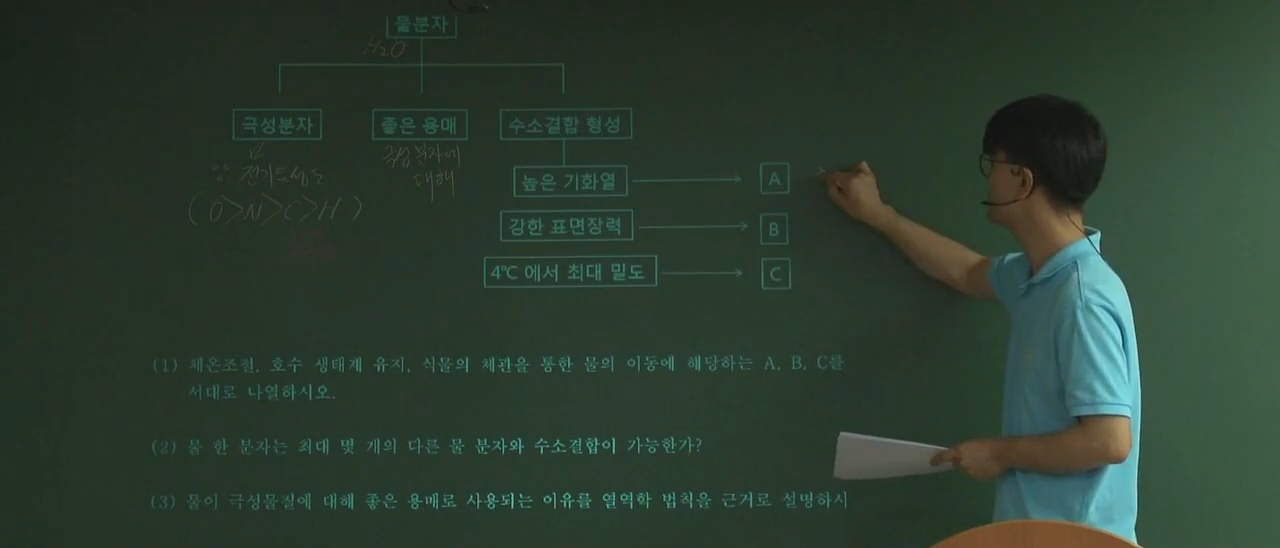 물분자
H2O
극성분자
좋은 용매
수소결합 형성
극성 분자에
대해
∵ 전기음성도
(O>N>C>H)
높은 기화열
A
강한 표면장력
B
4℃ 에서 최대 밀도
C
(1) 체온조절, 호수 생태계 유지, 식물의 체관을 통한 물의 이동에 해당하는 A, B, C를
서대로 나열하시오.
(2) 물 한 분자는 최대 몇 개의 다른 물 분자와 수소결합이 가능한가?
(3) 물이 극성물질에 대해 좋은 용매로 사용되는 이유를 열역학 법칙을 근거로 설명하시